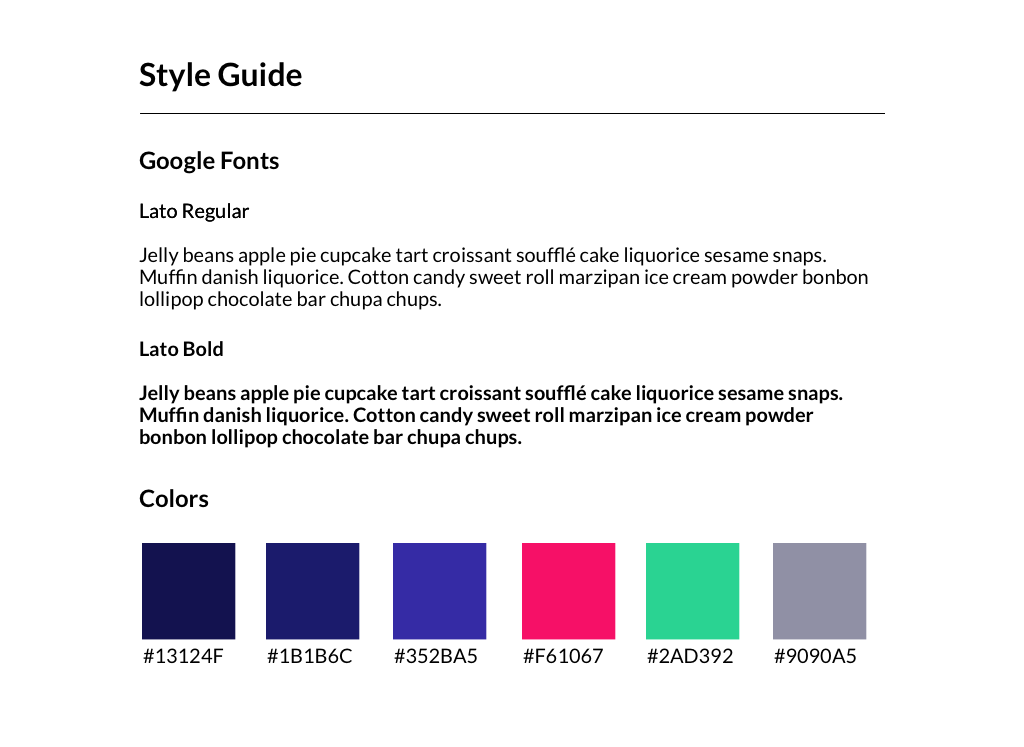 Style Guide
Google Fonts
Lato Regular
Jelly beans apple pie cupcake tart croissant soufflé cake liquorice sesame snaps.
Muffin danish liquorice. Cotton candy sweet roll marzipan ice cream powder bonbon
lollipop chocolate bar chupa chups.
Lato Bold
Jelly beans apple pie cupcake tart croissant soufflé cake liquorice sesame snaps.
Muffin danish liquorice. Cotton candy sweet roll marzipan ice cream powder
bonbon lollipop chocolate bar chupa chups.
Colors
#13124F #1B1B6C #352BA5 #F61067 #2AD392 #9090A5